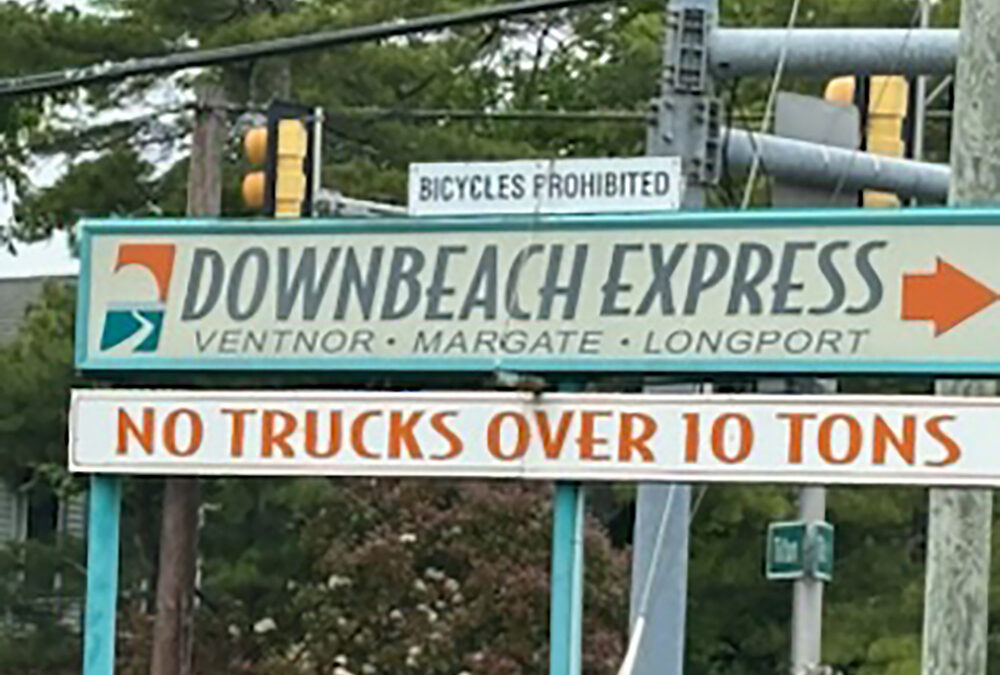 BICYCLES PROHIBITED
DOWNBEACH EXPRESS
VENTNOR • MARGATE • LONGPORT
NO TRUCKS OVER 10 TONS